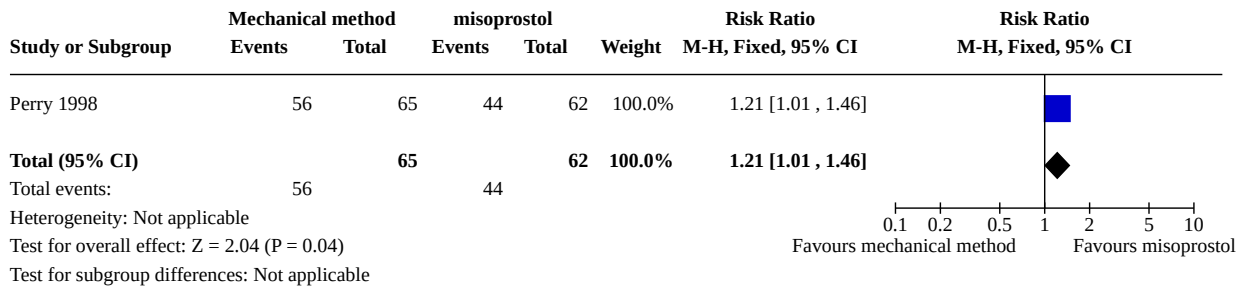 Mechanical method misoprostol Risk Ratio Risk Ratio
Study or Subgroup Events Total Events Total Weight M-H, Fixed, 95% CI M-H, Fixed, 95% CI
Perry 1998 56 65 44 62 100.0% 1.21 [1.01 , 1.46]
Total (95% CI) 65 62 100.0% 1.21 [1.01 , 1.46]
Total events: 56 44
Heterogeneity: Not applicable
0.1 0.2 0.5 1 2 5 10
Test for overall effect: Z = 2.04 (P = 0.04) Favours mechanical method Favours misoprostol
Test for subgroup differences: Not applicable